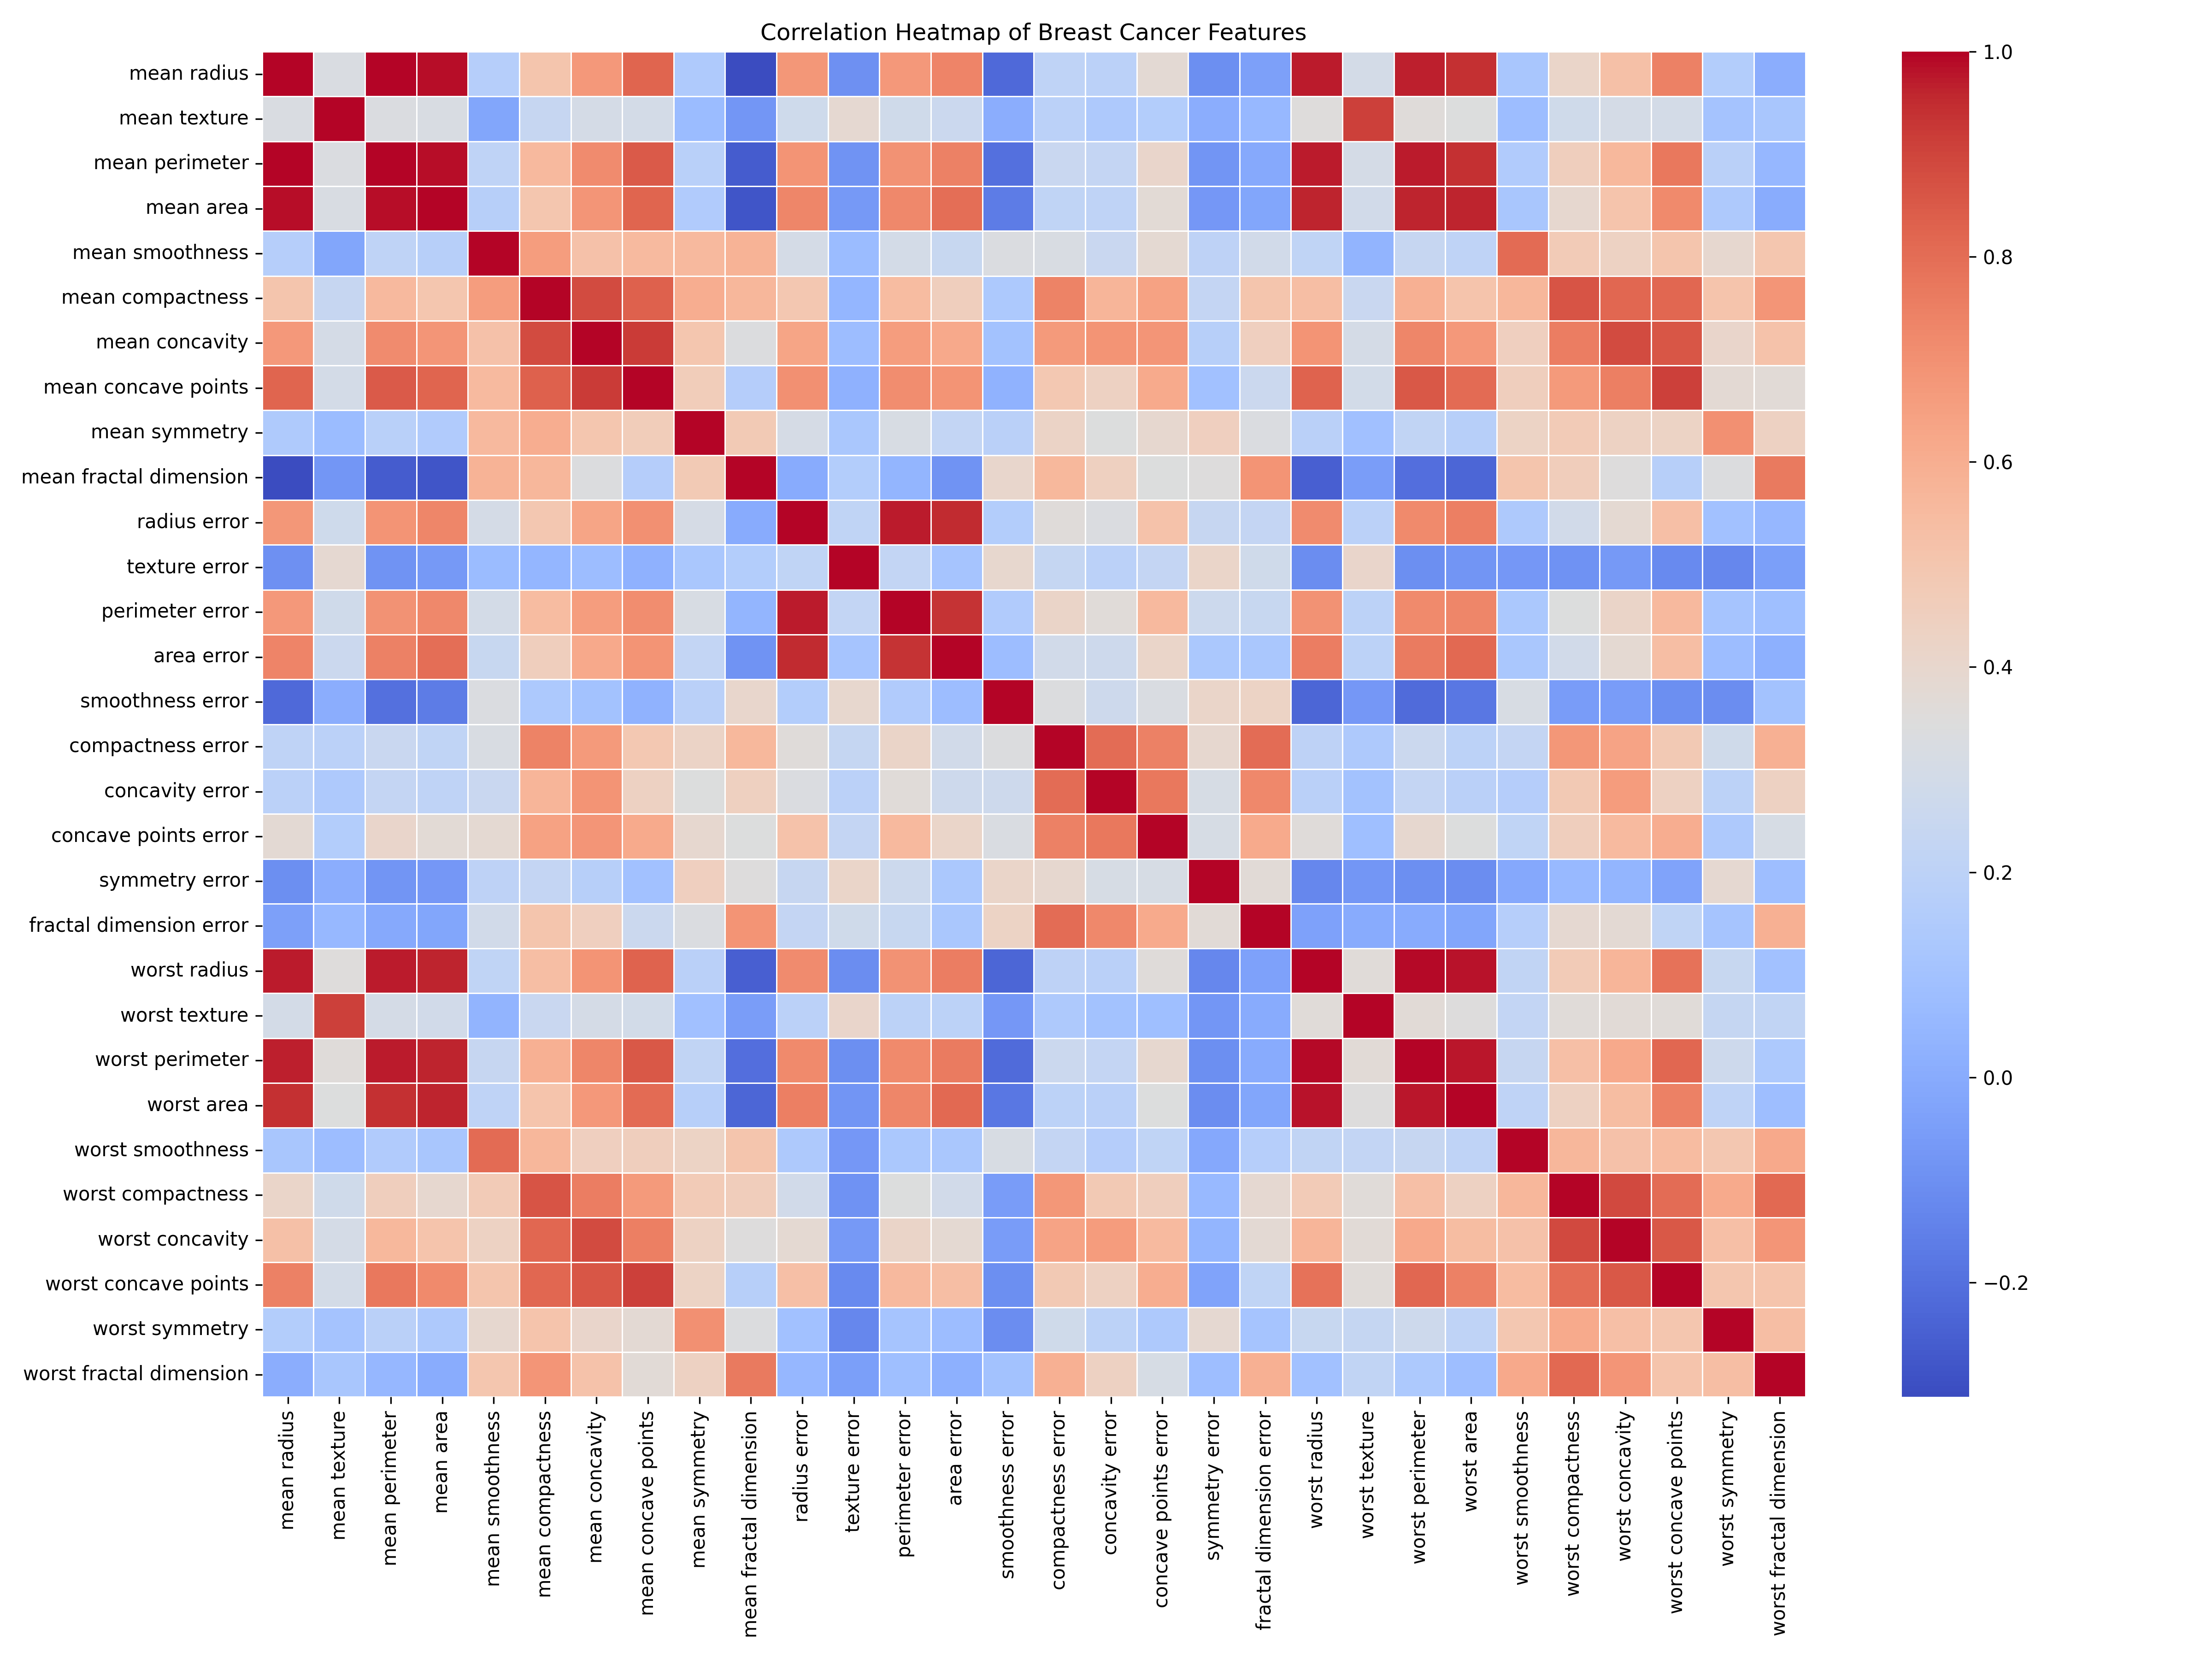 Correlation Heatmap of Breast Cancer Features
mean radius
mean texture
mean perimeter
mean area
mean smoothness
mean compactness
mean concavity
mean concave points
mean symmetry
mean fractal dimension
radius error
texture error
perimeter error
area error
smoothness error
compactness error
concavity error
concave points error
symmetry error
fractal dimension error
worst radius
worst texture
worst perimeter
worst area
worst smoothness
worst compactness
worst concavity
worst concave points
worst symmetry
worst fractal dimension
mean radius
mean texture
mean perimeter
mean area
mean smoothness
mean compactness
mean concavity
mean concave points
mean symmetry
mean fractal dimension
radius error
texture error
perimeter error
area error
smoothness error
compactness error
concavity error
concave points error
symmetry error
fractal dimension error
worst radius
worst texture
worst perimeter
worst area
worst smoothness
worst compactness
worst concavity
worst concave points
worst symmetry
worst fractal dimension
1.0
0.8
0.6
0.4
0.2
0.0
−0.2